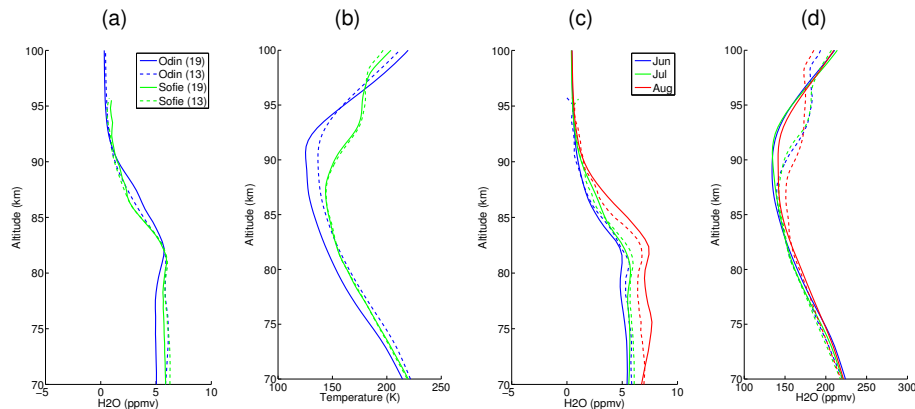 (a)
100
95
90
85
80
75
70
Altitude (km)
-5
0
5
10
H2O (ppmv)
Odin (19)
Odin (13)
Sofie (19)
Sofie (13)
(b)
100
95
90
85
80
75
70
Altitude (km)
100
150
200
250
Temperature (K)
(c)
100
95
90
85
80
75
70
Altitude (km)
-5
0
5
10
H2O (ppmv)
Jun
Jul
Aug
(d)
100
95
90
85
80
75
70
Altitude (km)
100
150
200
250
300
H2O (ppmv)